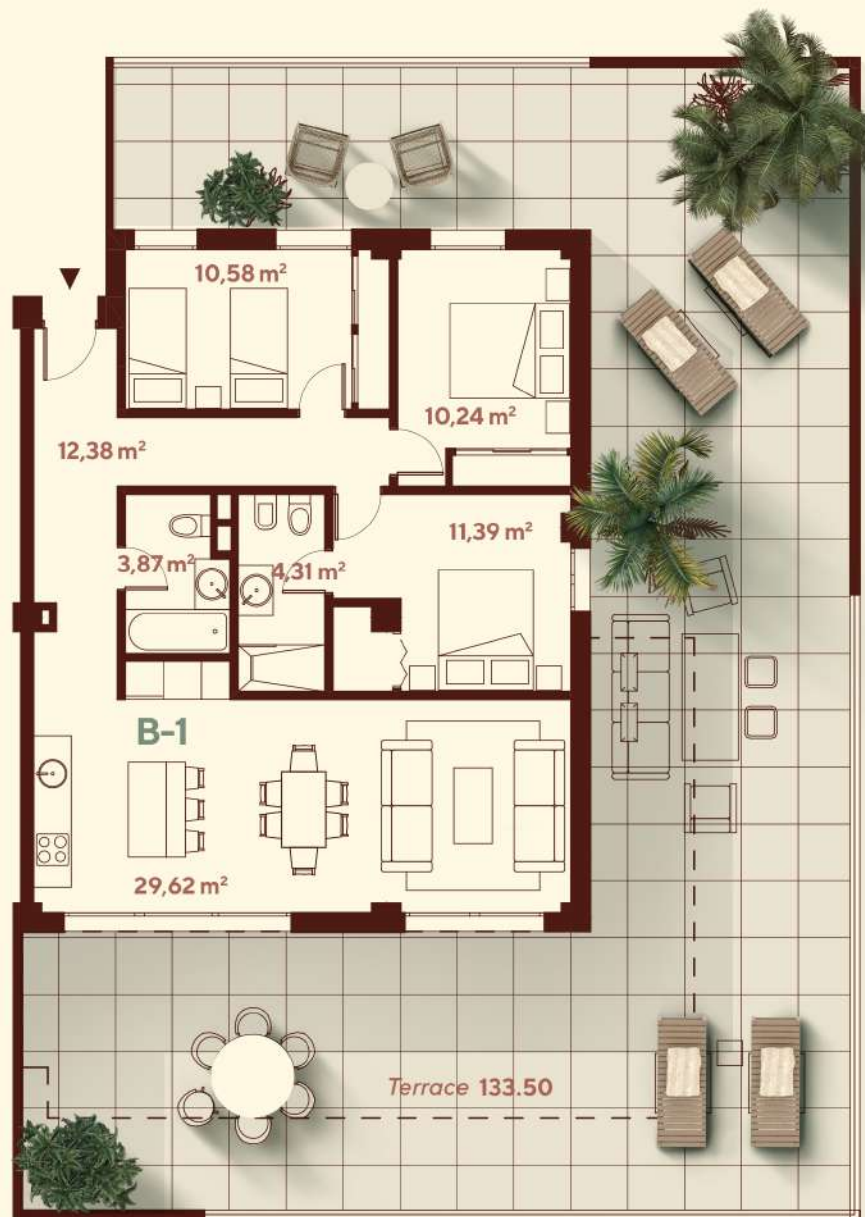 10,58 m²
10,24 m²
12,38 m²
11,39 m²
3,87 m²
4,31 m²
B-1
29,62 m²
Terrace 133.50